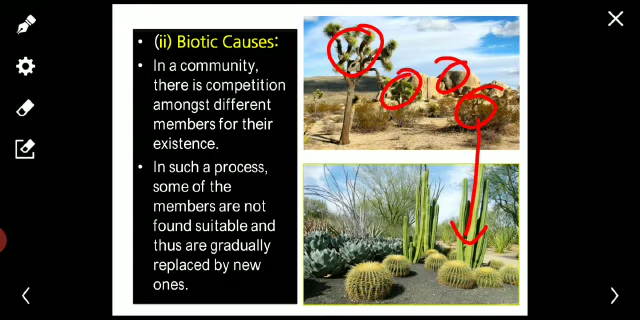 • (ii) Biotic Causes:
• In a community,
there is competition
amongst different
members for their
existence.
• In such a process,
some of the
members are not
found suitable and
thus are gradually
replaced by new
ones.